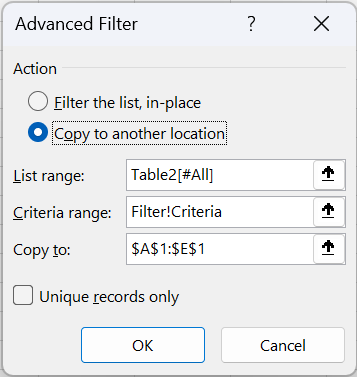 Advanced Filter ?
Action
Filter the list, in-place
Copy to another location
List range: Table2[#All]
Criteria range: Filter!Criteria
Copy to: $A$1:$E$1
Unique records only
OK Cancel